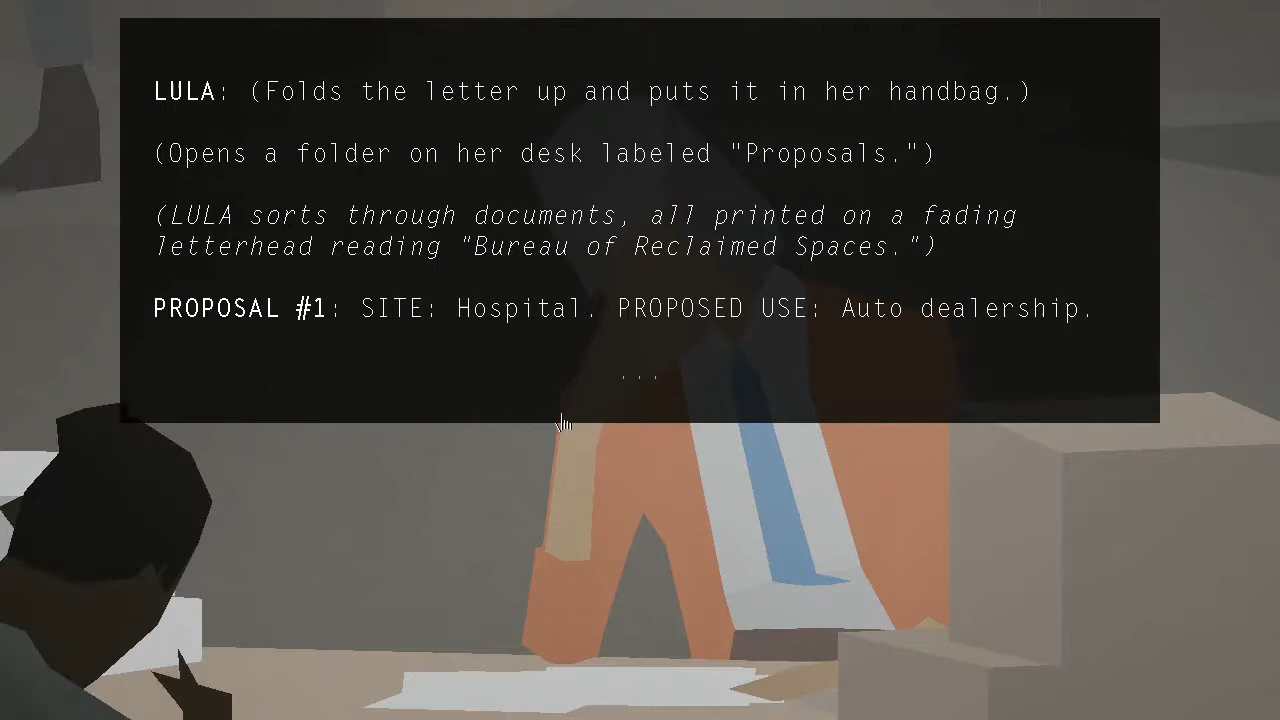 LULA: (Folds the letter up and puts it in her handbag.)
(Opens a folder on her desk labeled "Proposals.")
(LULA sorts through documents, all printed on a fading
letterhead reading "Bureau of Reclaimed Spaces.")
PROPOSAL #1: SITE: Hospital. PROPOSED USE: Auto dealership.
...